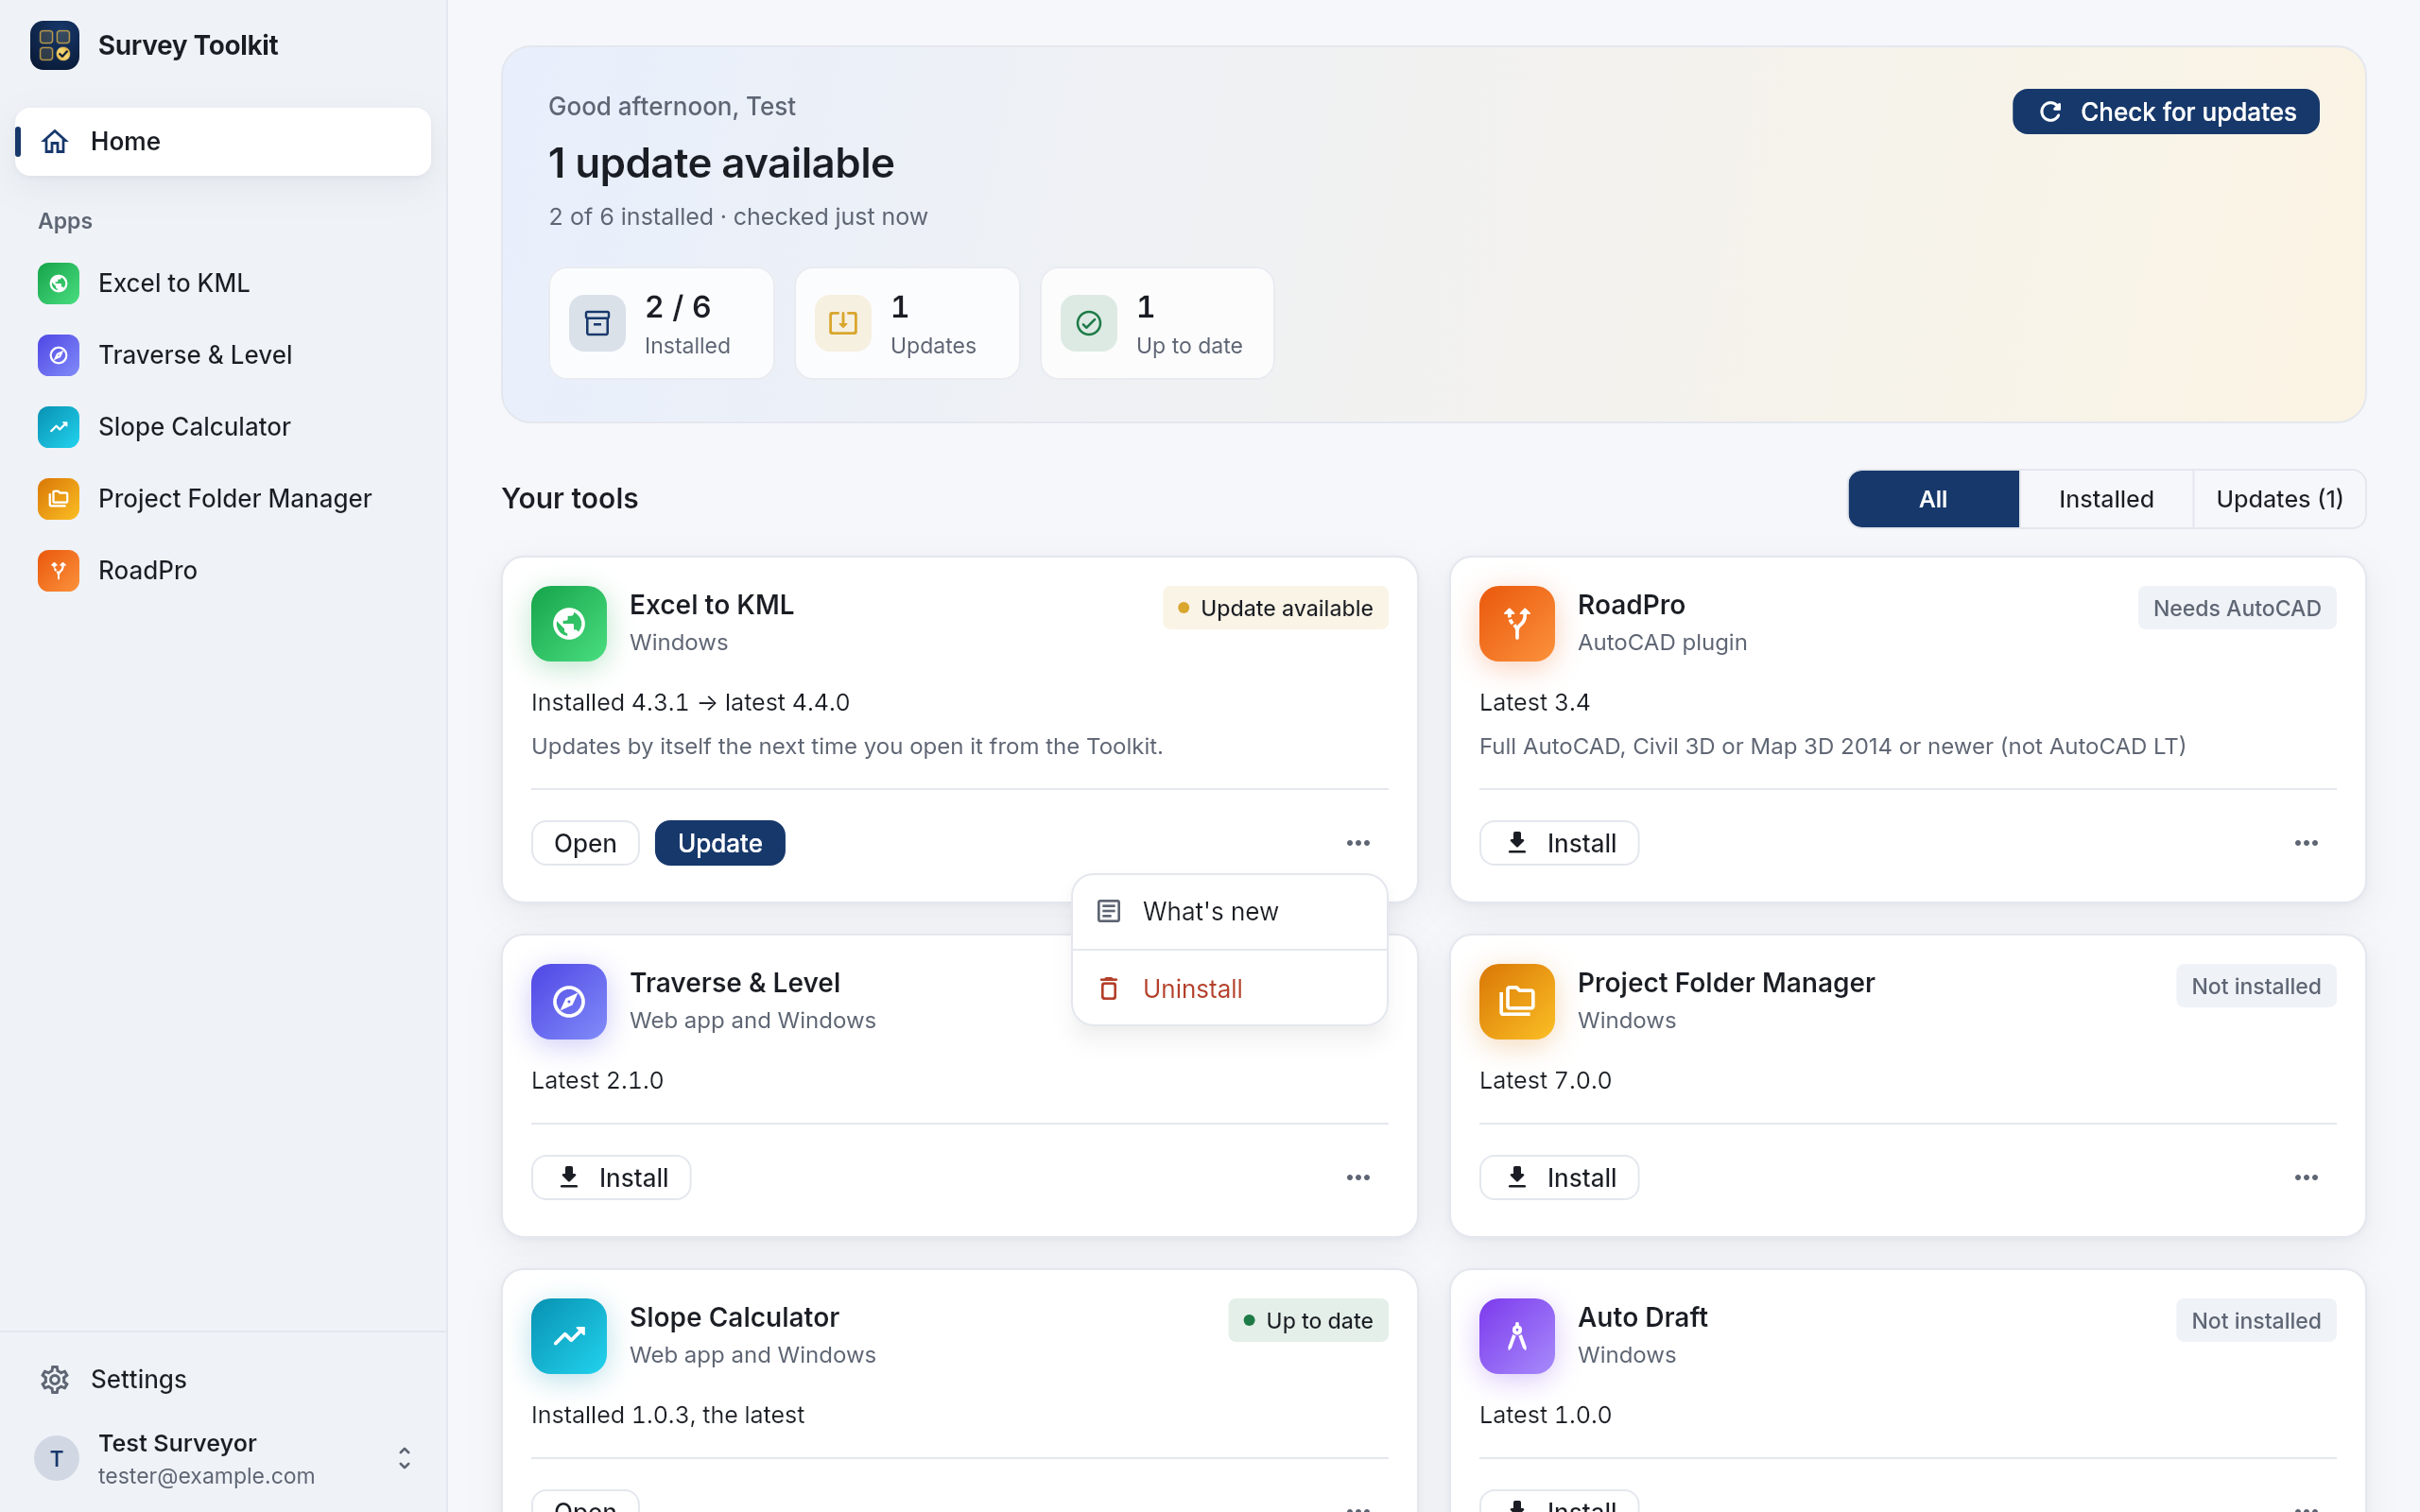 Survey Toolkit
Home
Apps
Excel to KML
Traverse & Level
Slope Calculator
Project Folder Manager
RoadPro
Settings
T
Test Surveyor
tester@example.com
Good afternoon, Test
1 update available
2 of 6 installed · checked just now
Check for updates
2 / 6
Installed
1
Updates
1
Up to date
Your tools
All
Installed
Updates (1)
Excel to KML
Windows
Update available
Installed 4.3.1 → latest 4.4.0
Updates by itself the next time you open it from the Toolkit.
Open
Update
What's new
Uninstall
RoadPro
AutoCAD plugin
Needs AutoCAD
Latest 3.4
Full AutoCAD, Civil 3D or Map 3D 2014 or newer (not AutoCAD LT)
Install
Traverse & Level
Web app and Windows
Latest 2.1.0
Install
Project Folder Manager
Windows
Not installed
Latest 7.0.0
Install
Slope Calculator
Web app and Windows
Up to date
Installed 1.0.3, the latest
Open
Auto Draft
Windows
Not installed
Latest 1.0.0
Install